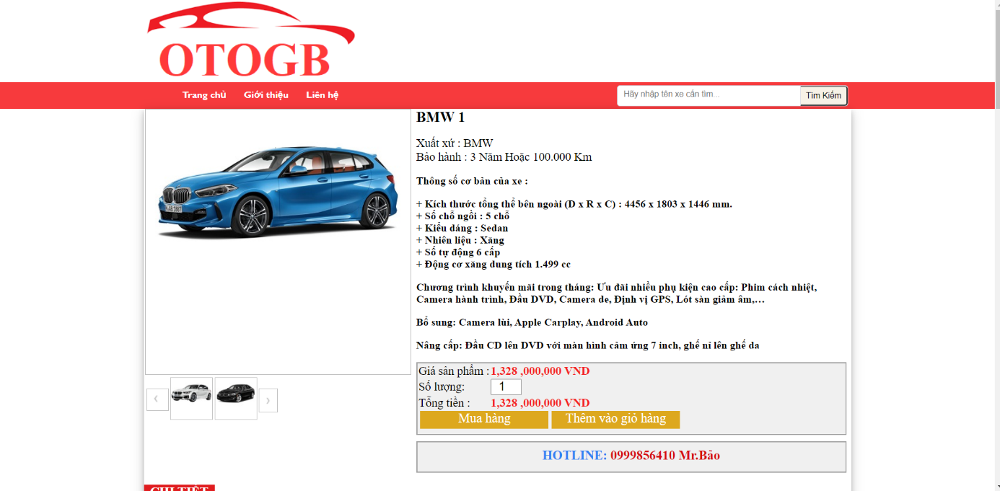 OTOGB
Trang chủ Giới thiệu Liên hệ
Hãy nhập tên xe cần tìm... Tìm Kiếm
BMW 1
Xuất xứ : BMW
Bảo hành : 3 Năm Hoặc 100.000 Km
Thông số cơ bản của xe :
+ Kích thước tổng thể bên ngoài (D x R x C) : 4456 x 1803 x 1446 mm.
+ Số chỗ ngồi : 5 chỗ
+ Kiểu dáng : Sedan
+ Nhiên liệu : Xăng
+ Số tự động 6 cấp
+ Động cơ xăng dung tích 1.499 cc
Chương trình khuyến mãi trong tháng: Ưu đãi nhiều phụ kiện cao cấp: Phim cách nhiệt,
Camera hành trình, Đầu DVD, Camera de, Định vị GPS, Lót sàn giảm âm,…
Bổ sung: Camera lùi, Apple Carplay, Android Auto
Nâng cấp: Đầu CD lên DVD với màn hình cảm ứng 7 inch, ghế nỉ lên ghế da
Giá sản phẩm : 1,328 ,000,000 VND
Số lượng: 1
Tổng tiền : 1,328 ,000,000 VND
Mua hàng Thêm vào giỏ hàng
HOTLINE: 0999856410 Mr.Bảo
CHI TIẾT